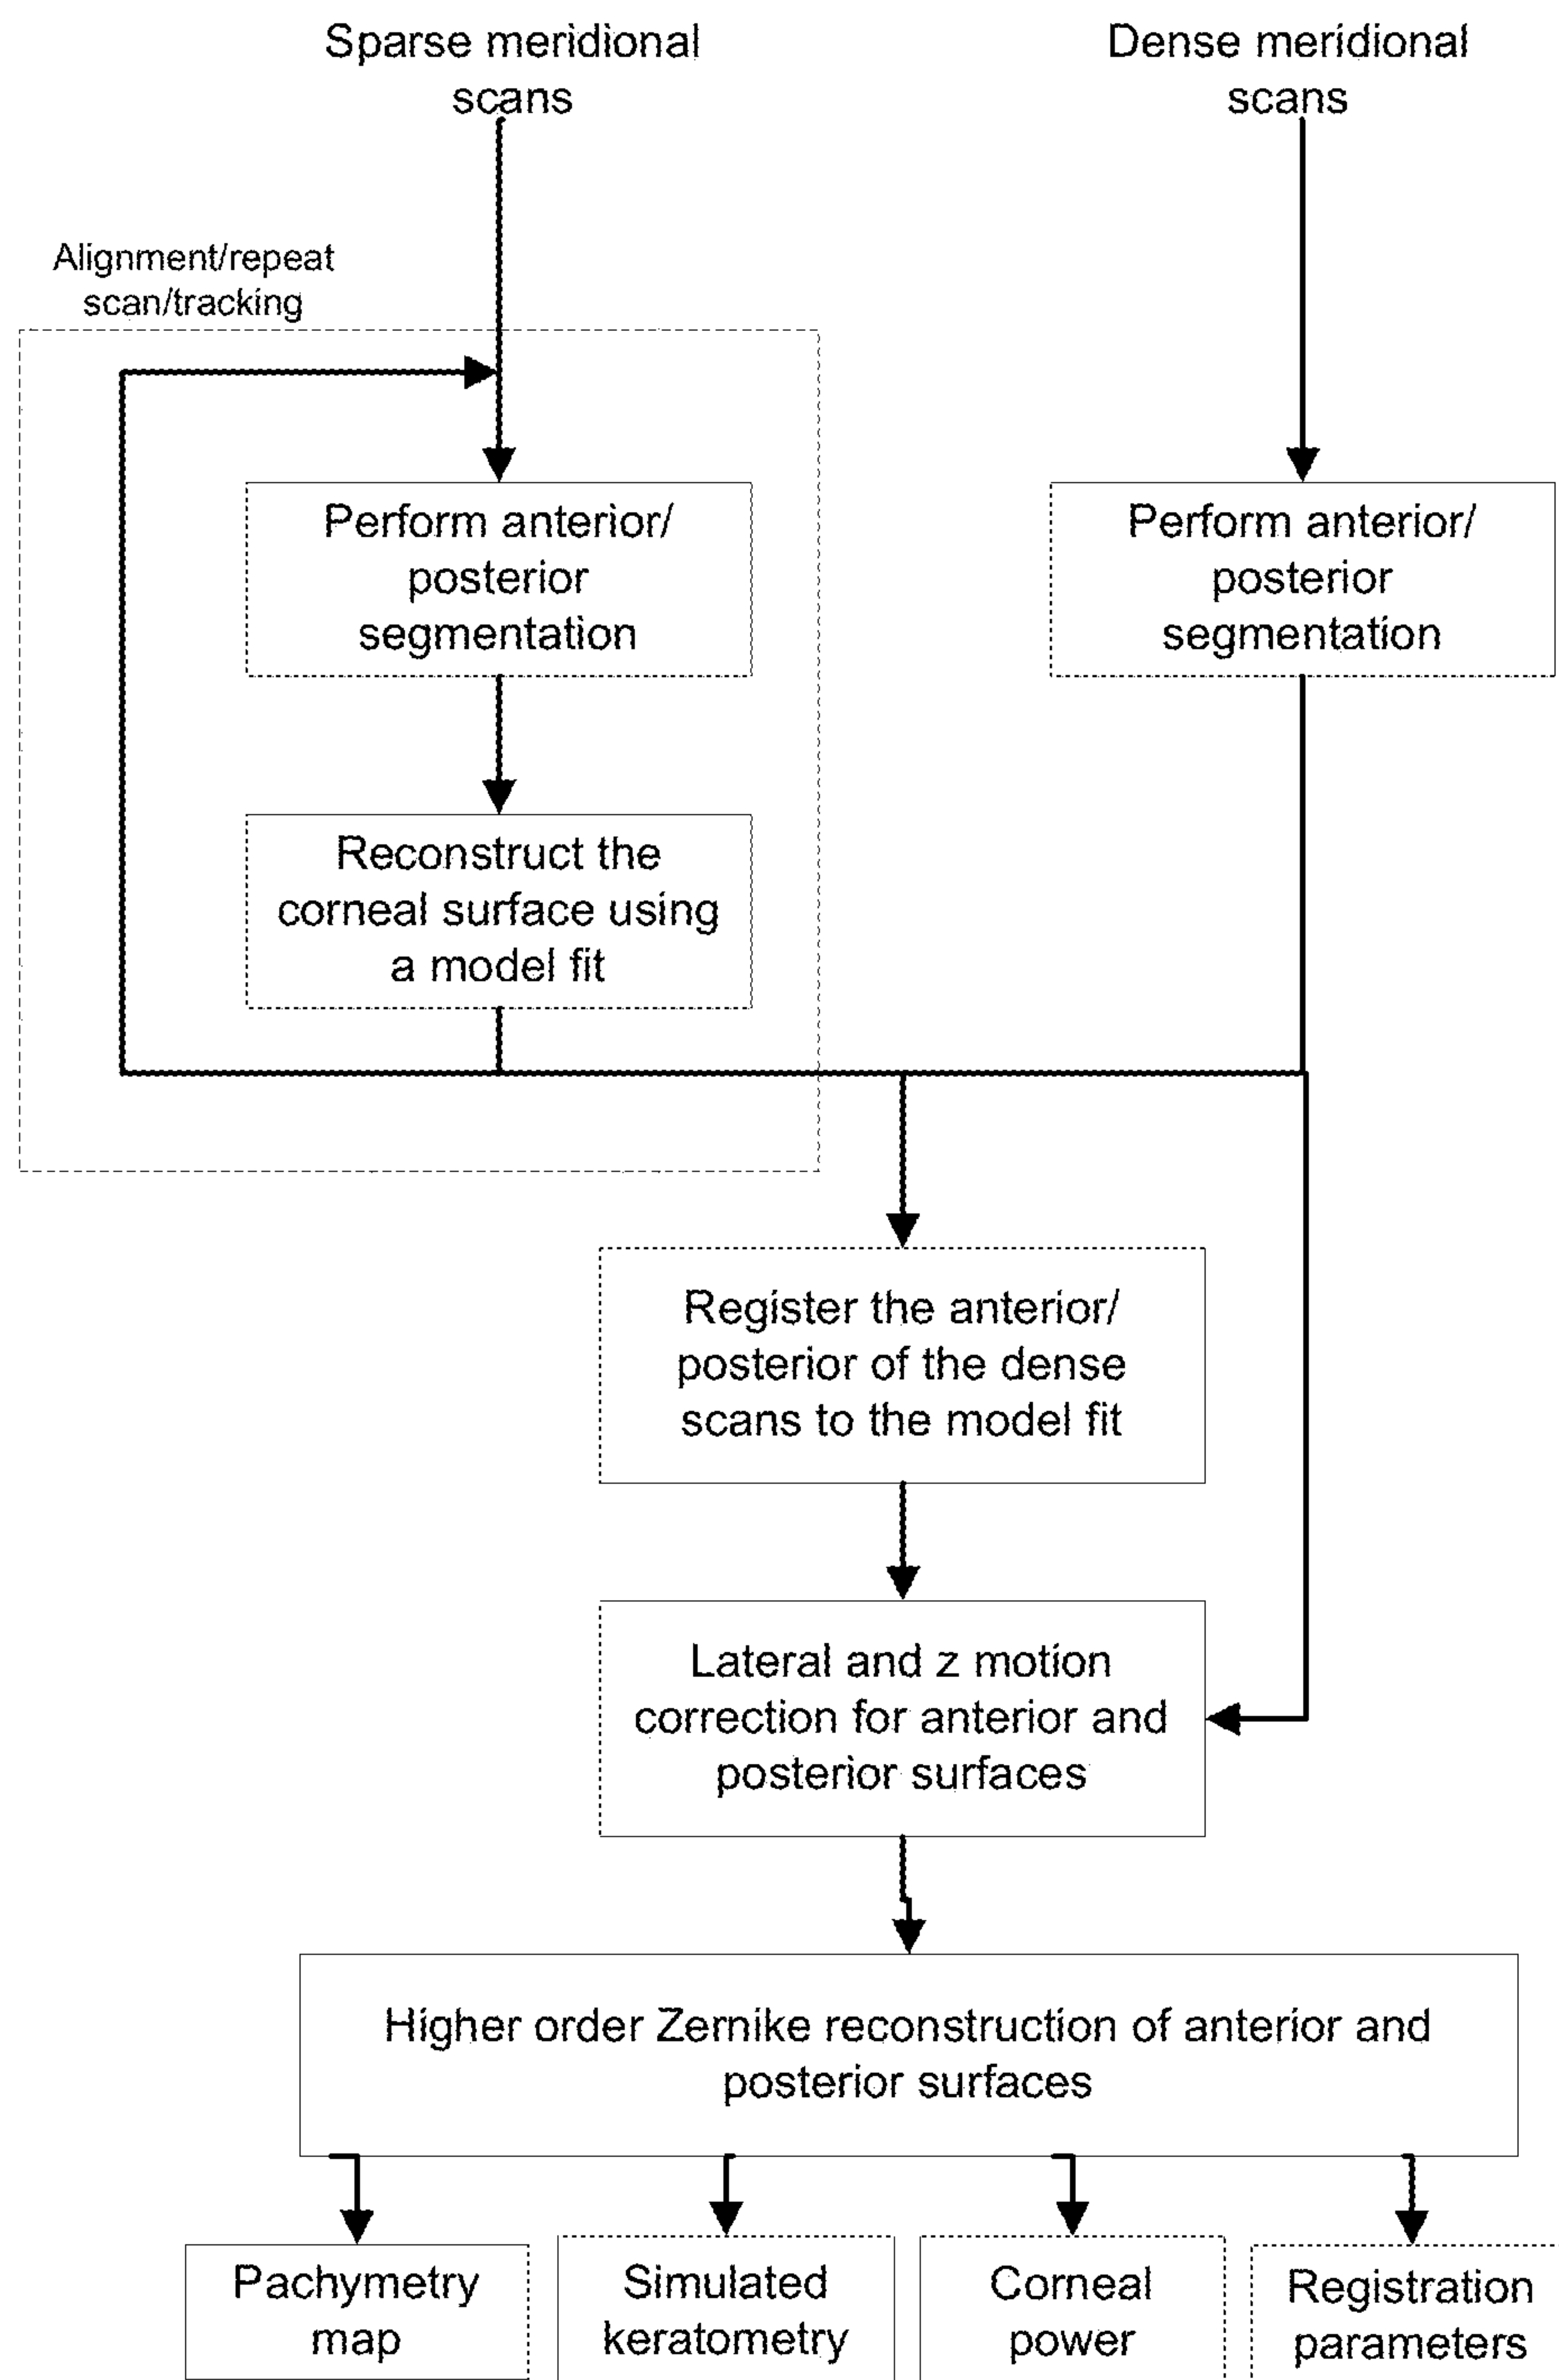 Sparse meridional
scans
Dense meridional
scans
Alignment/repeat
scan/tracking
Perform anterior/
posterior
segmentation
Perform anterior/
posterior
segmentation
Reconstruct the
corneal surface using
a model fit
Register the anterior/
posterior of the dense
scans to the model fit
Lateral and z motion
correction for anterior and
posterior surfaces
Higher order Zernike reconstruction of anterior and
posterior surfaces
Pachymetry
map
Simulated
keratometry
Corneal
power
Registration
parameters